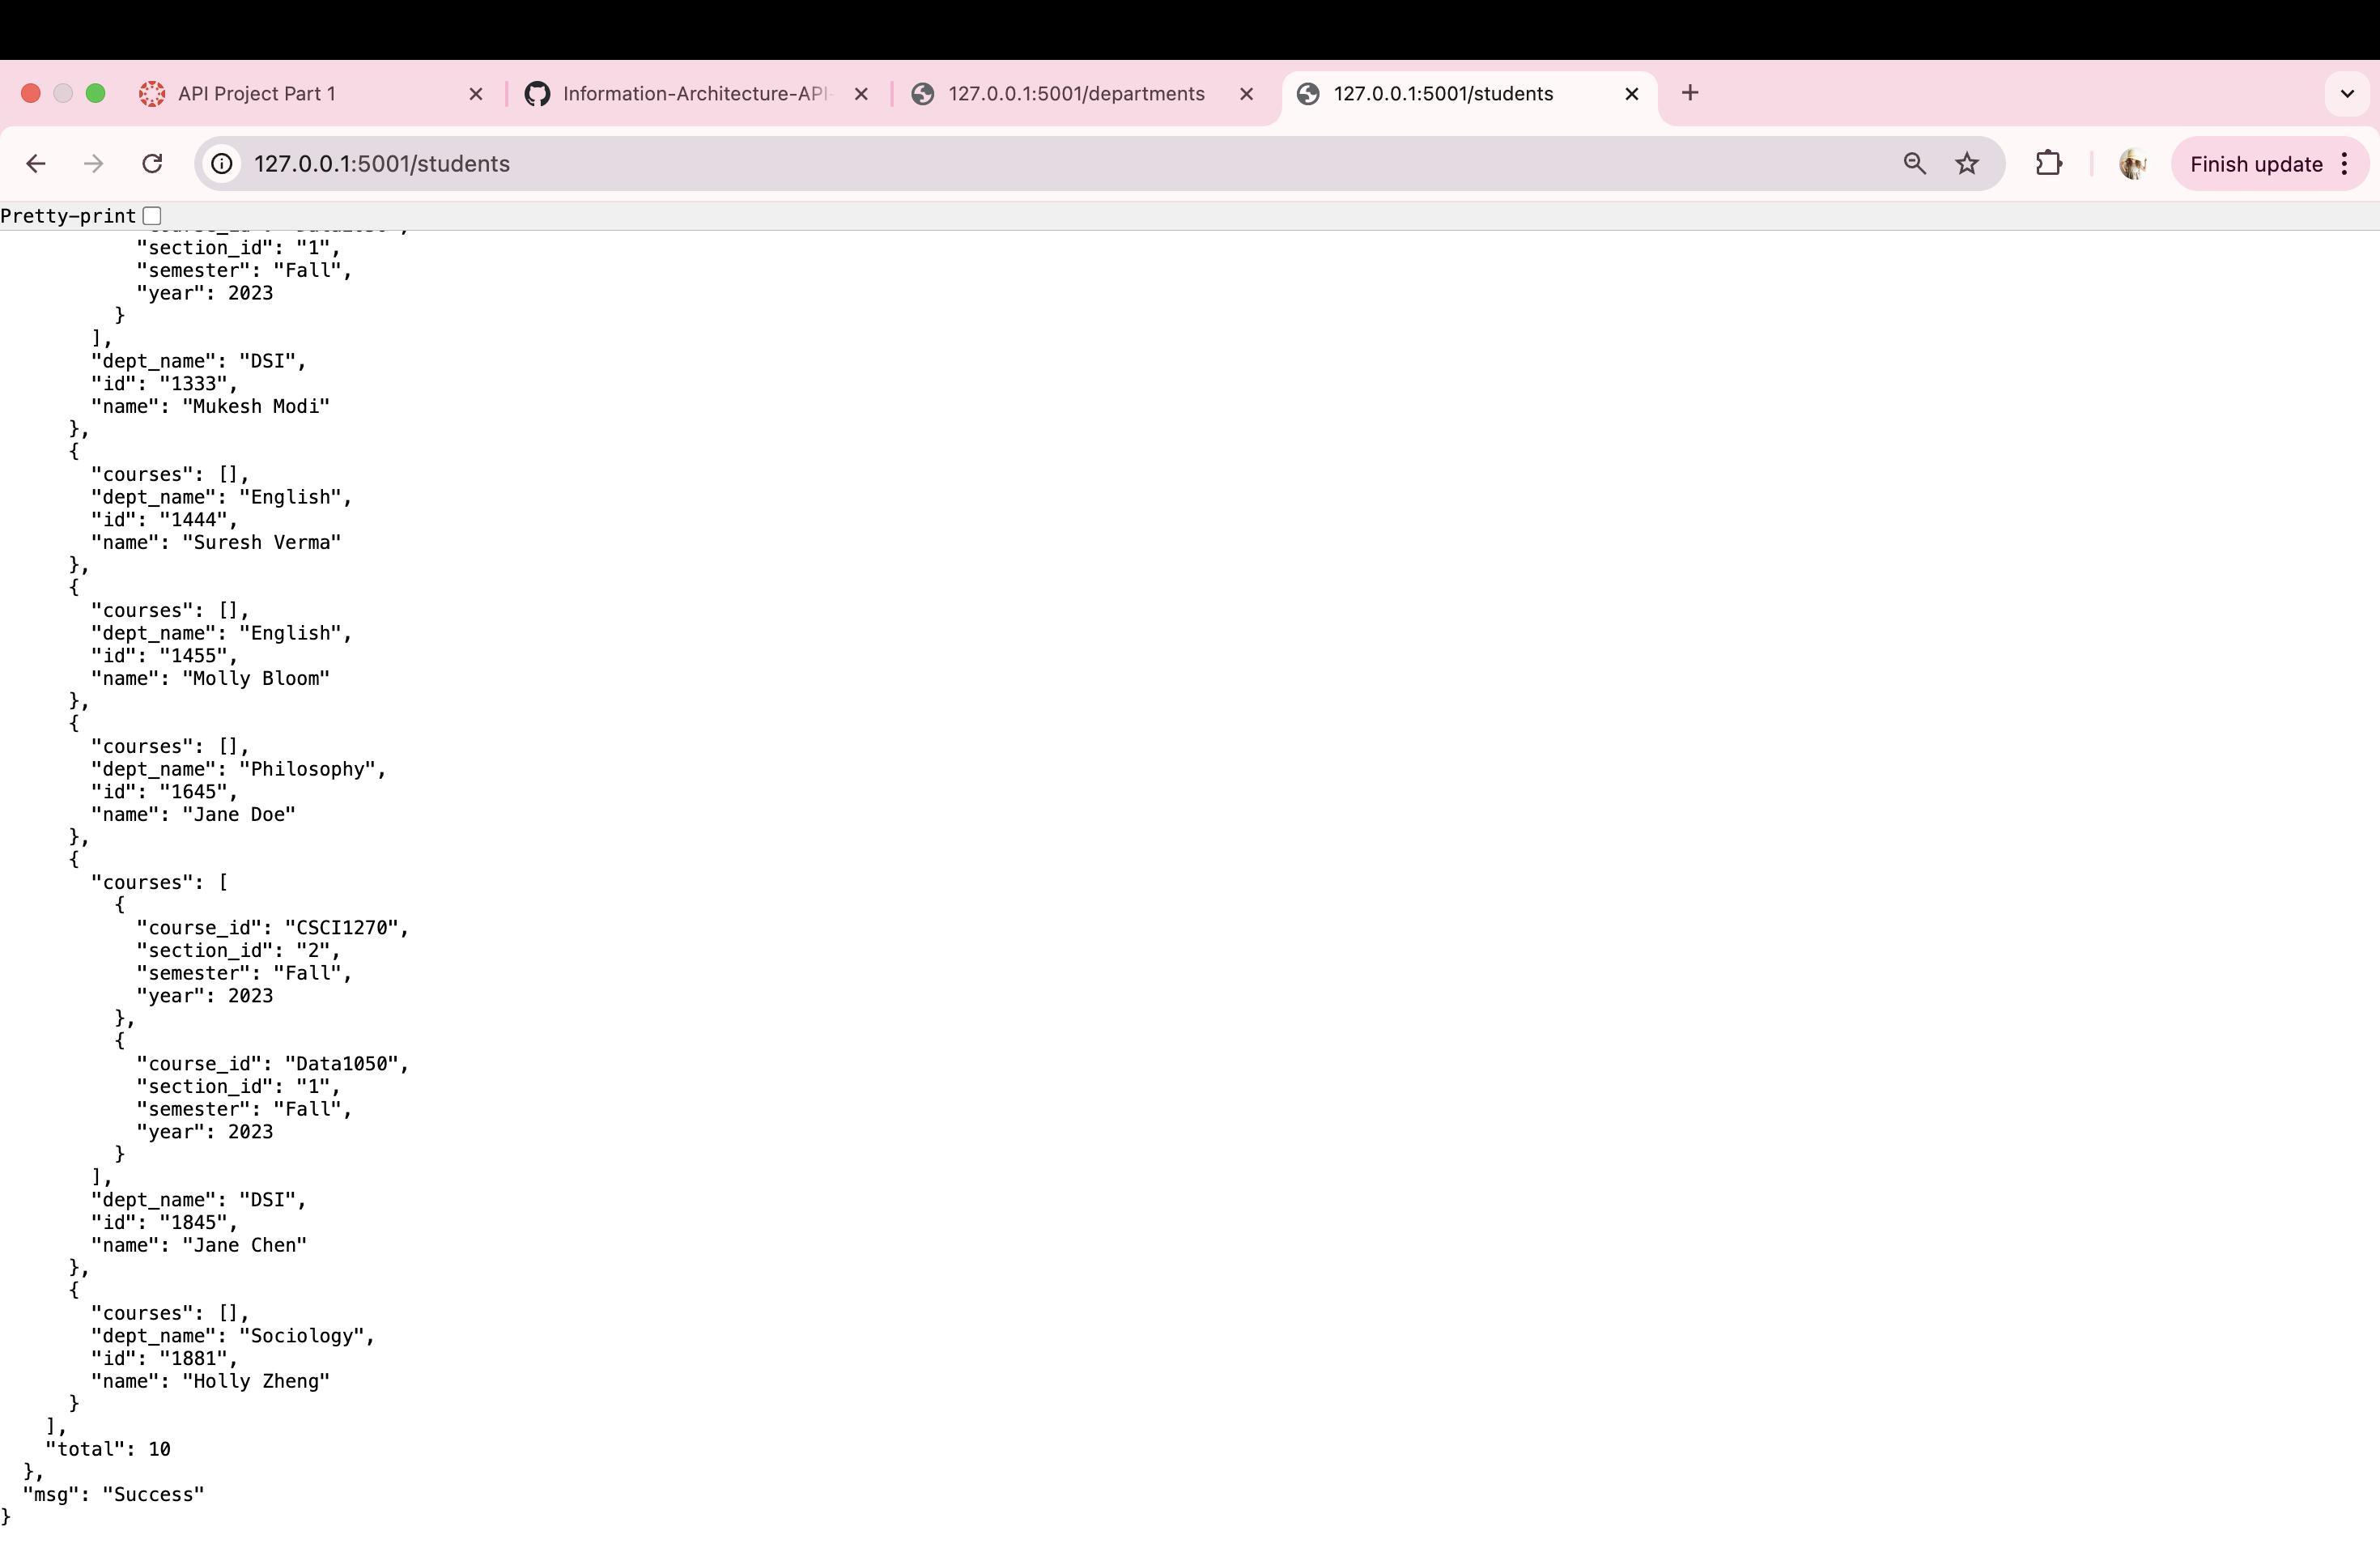 API Project Part 1
Information-Architecture-API-
127.0.0.1:5001/departments
127.0.0.1:5001/students
127.0.0.1:5001/students
Finish update
Pretty-print
"section_id": "1",
"semester": "Fall",
"year": 2023
}
],
"dept_name": "DSI",
"id": "1333",
"name": "Mukesh Modi"
},
{
"courses": [],
"dept_name": "English",
"id": "1444",
"name": "Suresh Verma"
},
{
"courses": [],
"dept_name": "English",
"id": "1455",
"name": "Molly Bloom"
},
{
"courses": [],
"dept_name": "Philosophy",
"id": "1645",
"name": "Jane Doe"
},
{
"courses": [
{
"course_id": "CSCI1270",
"section_id": "2",
"semester": "Fall",
"year": 2023
},
{
"course_id": "Data1050",
"section_id": "1",
"semester": "Fall",
"year": 2023
}
],
"dept_name": "DSI",
"id": "1845",
"name": "Jane Chen"
},
{
"courses": [],
"dept_name": "Sociology",
"id": "1881",
"name": "Holly Zheng"
}
],
"total": 10
},
"msg": "Success"
}